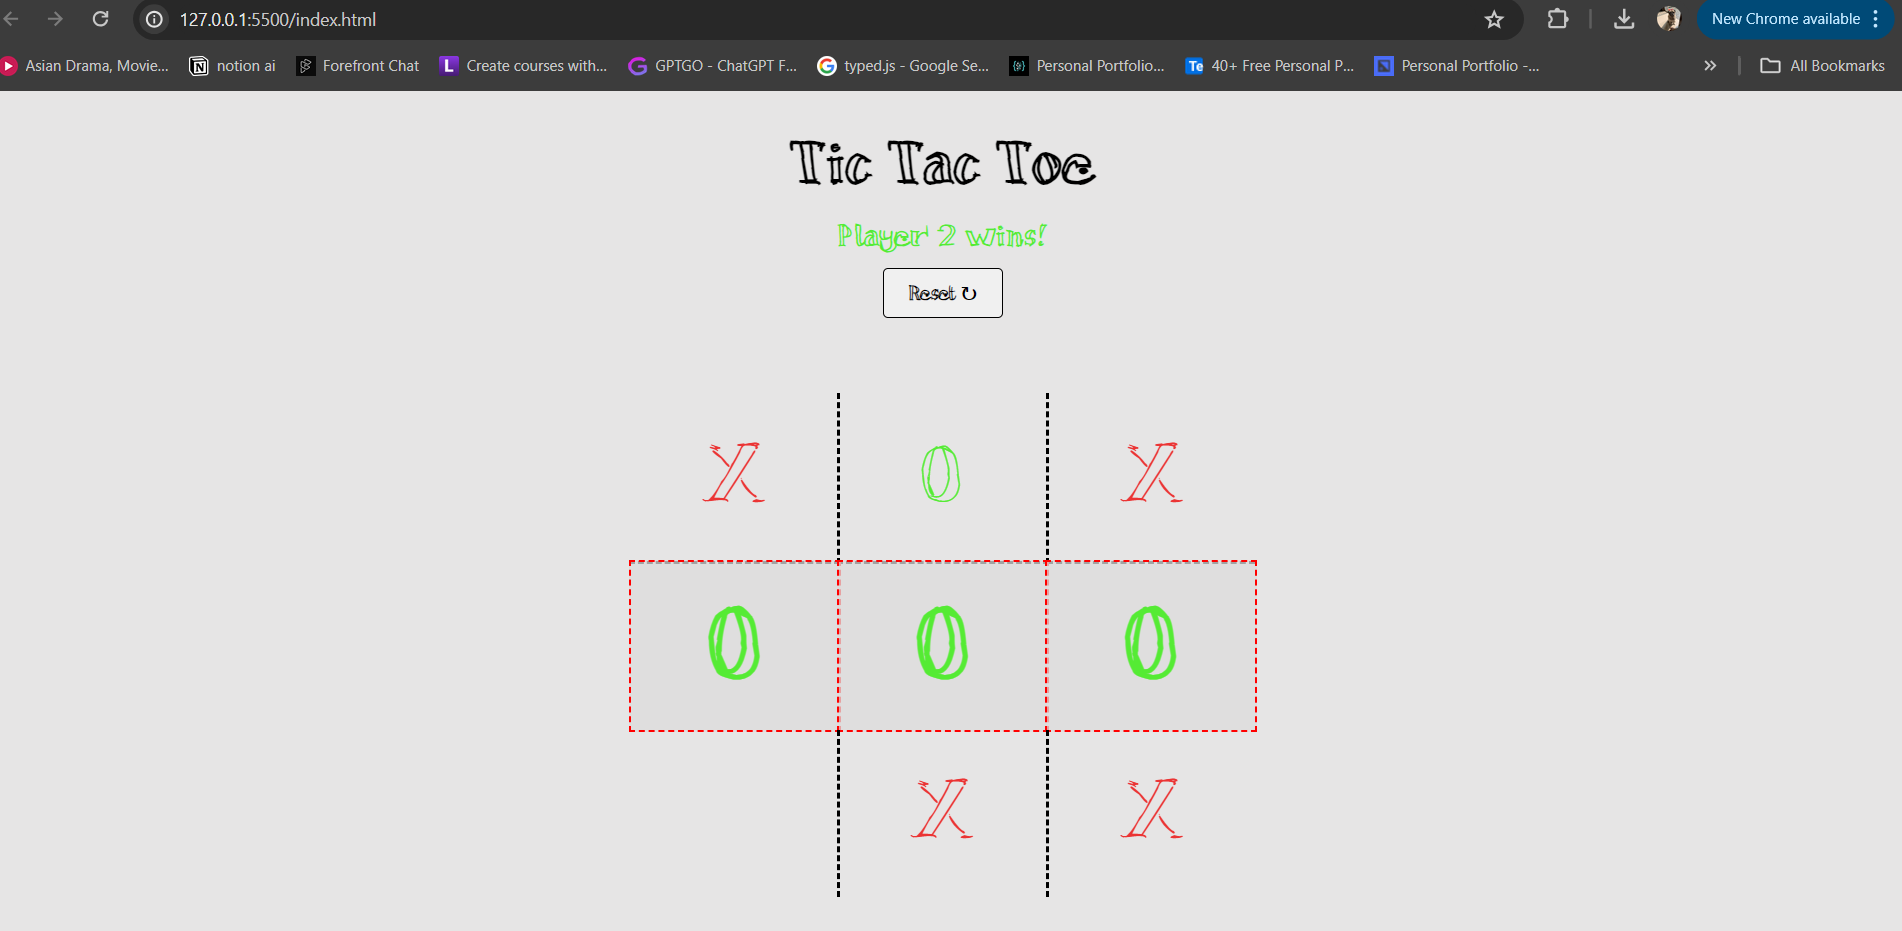 127.0.0.1:5500/index.html New Chrome available
Asian Drama, Movie... notion ai Forefront Chat L Create courses with... GPTGO - ChatGPT F... typed.js - Google Se... Personal Portfolio... Te 40+ Free Personal P... Personal Portfolio -... » All Bookmarks
Tic Tac Toe
Player 2 wins!
Reset ↻
X O X
O O O
X X